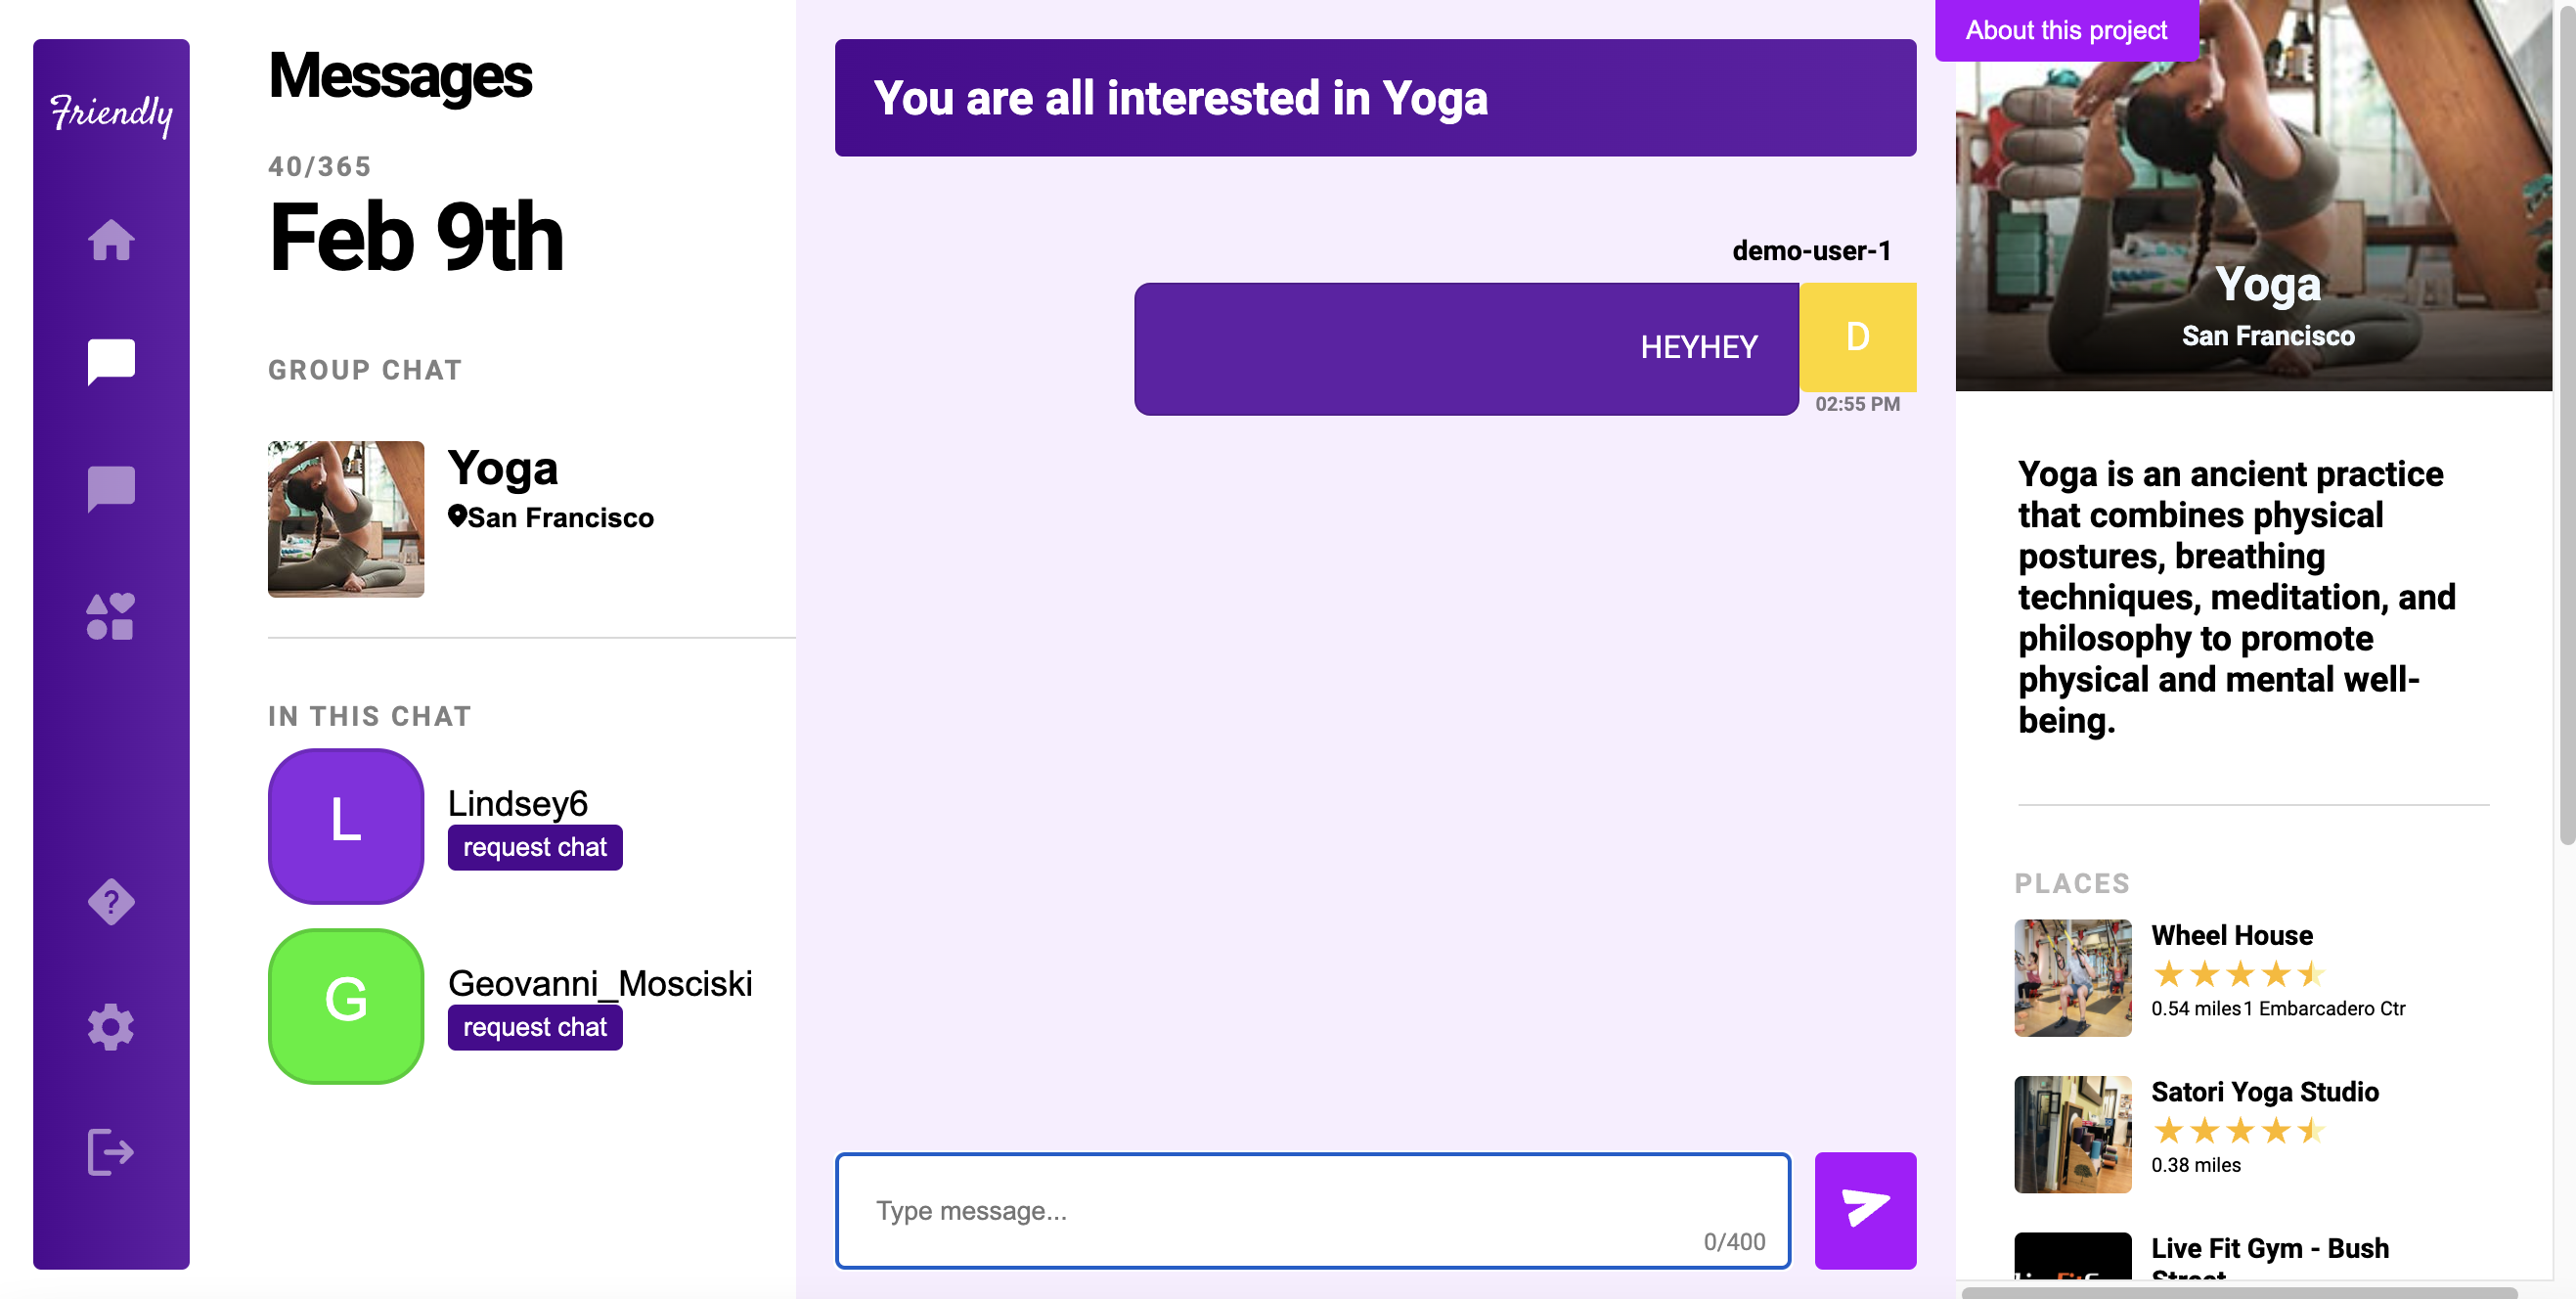 Friendly
Messages
40/365
Feb 9th
GROUP CHAT
Yoga
San Francisco
IN THIS CHAT
L
Lindsey6
request chat
G
Geovanni_Mosciski
request chat
You are all interested in Yoga
demo-user-1
HEYHEY
D
02:55 PM
Type message...
0/400
About this project
Yoga
San Francisco
Yoga is an ancient practice
that combines physical
postures, breathing
techniques, meditation, and
philosophy to promote
physical and mental well-
being.
PLACES
Wheel House
0.54 miles1 Embarcadero Ctr
Satori Yoga Studio
0.38 miles
Live Fit Gym - Bush
Street